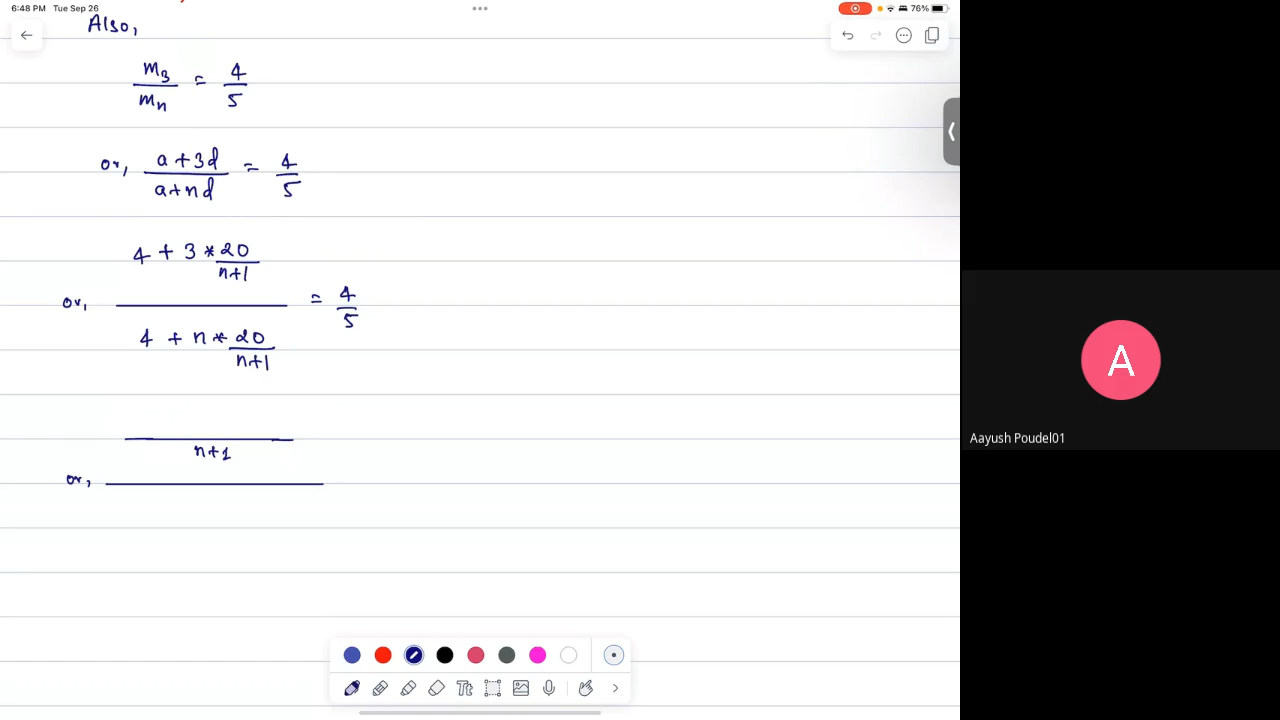 6:48 PM Tue Sep 26
76%
Also,
m₃/mₙ = 4/5
or, (a+3d)/(a+nd) = 4/5
or, (4 + 3 * 20/(n+1))/(4 + n * 20/(n+1)) = 4/5
n+1
or,
Tt
A
Aayush Poudel01